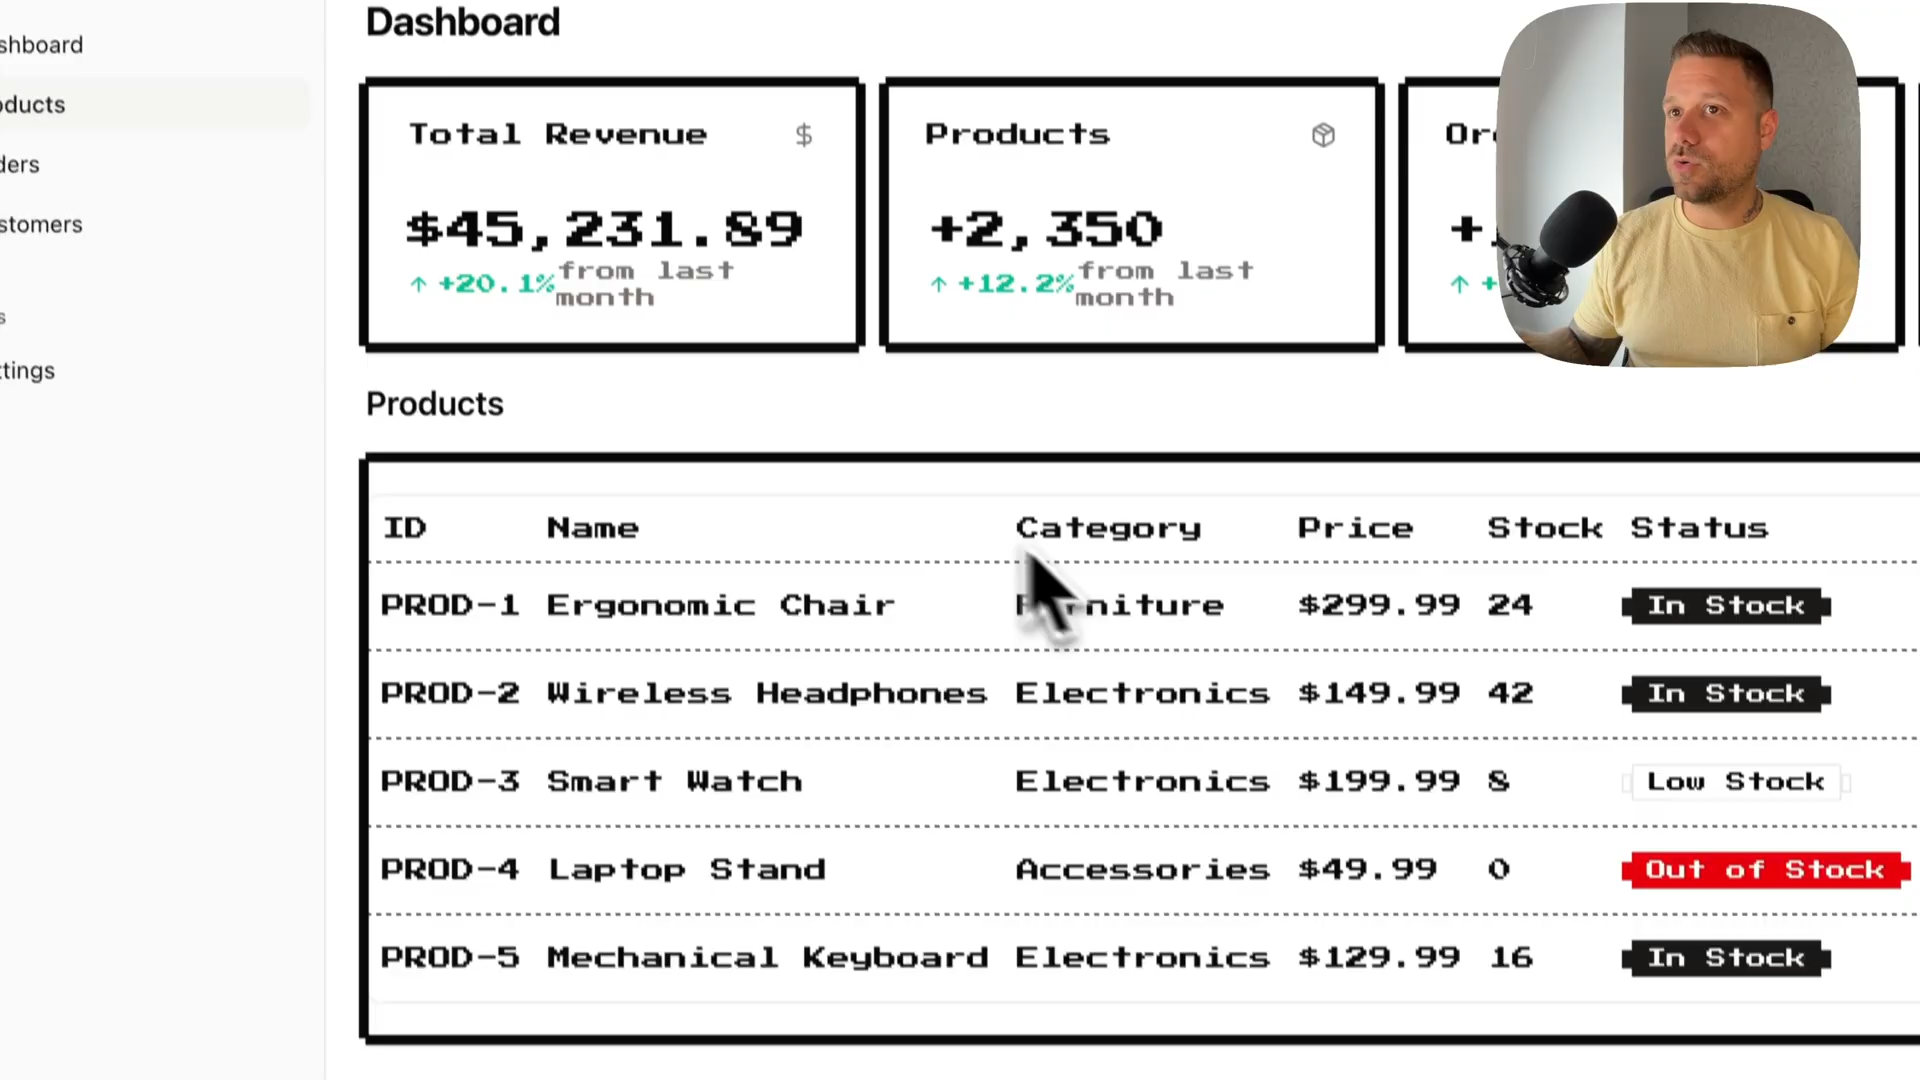 Dashboard
shboard
oducts
ders
stomers
s
ttings
Total Revenue $
$45,231.89
↑ +20.1% from last
month
Products
+2,350
↑ +12.2% from last
month
Or
+
↑ +
Products
ID Name Category Price Stock Status
PROD-1 Ergonomic Chair Furniture $299.99 24 In Stock
PROD-2 Wireless Headphones Electronics $149.99 42 In Stock
PROD-3 Smart Watch Electronics $199.99 8 Low Stock
PROD-4 Laptop Stand Accessories $49.99 0 Out of Stock
PROD-5 Mechanical Keyboard Electronics $129.99 16 In Stock